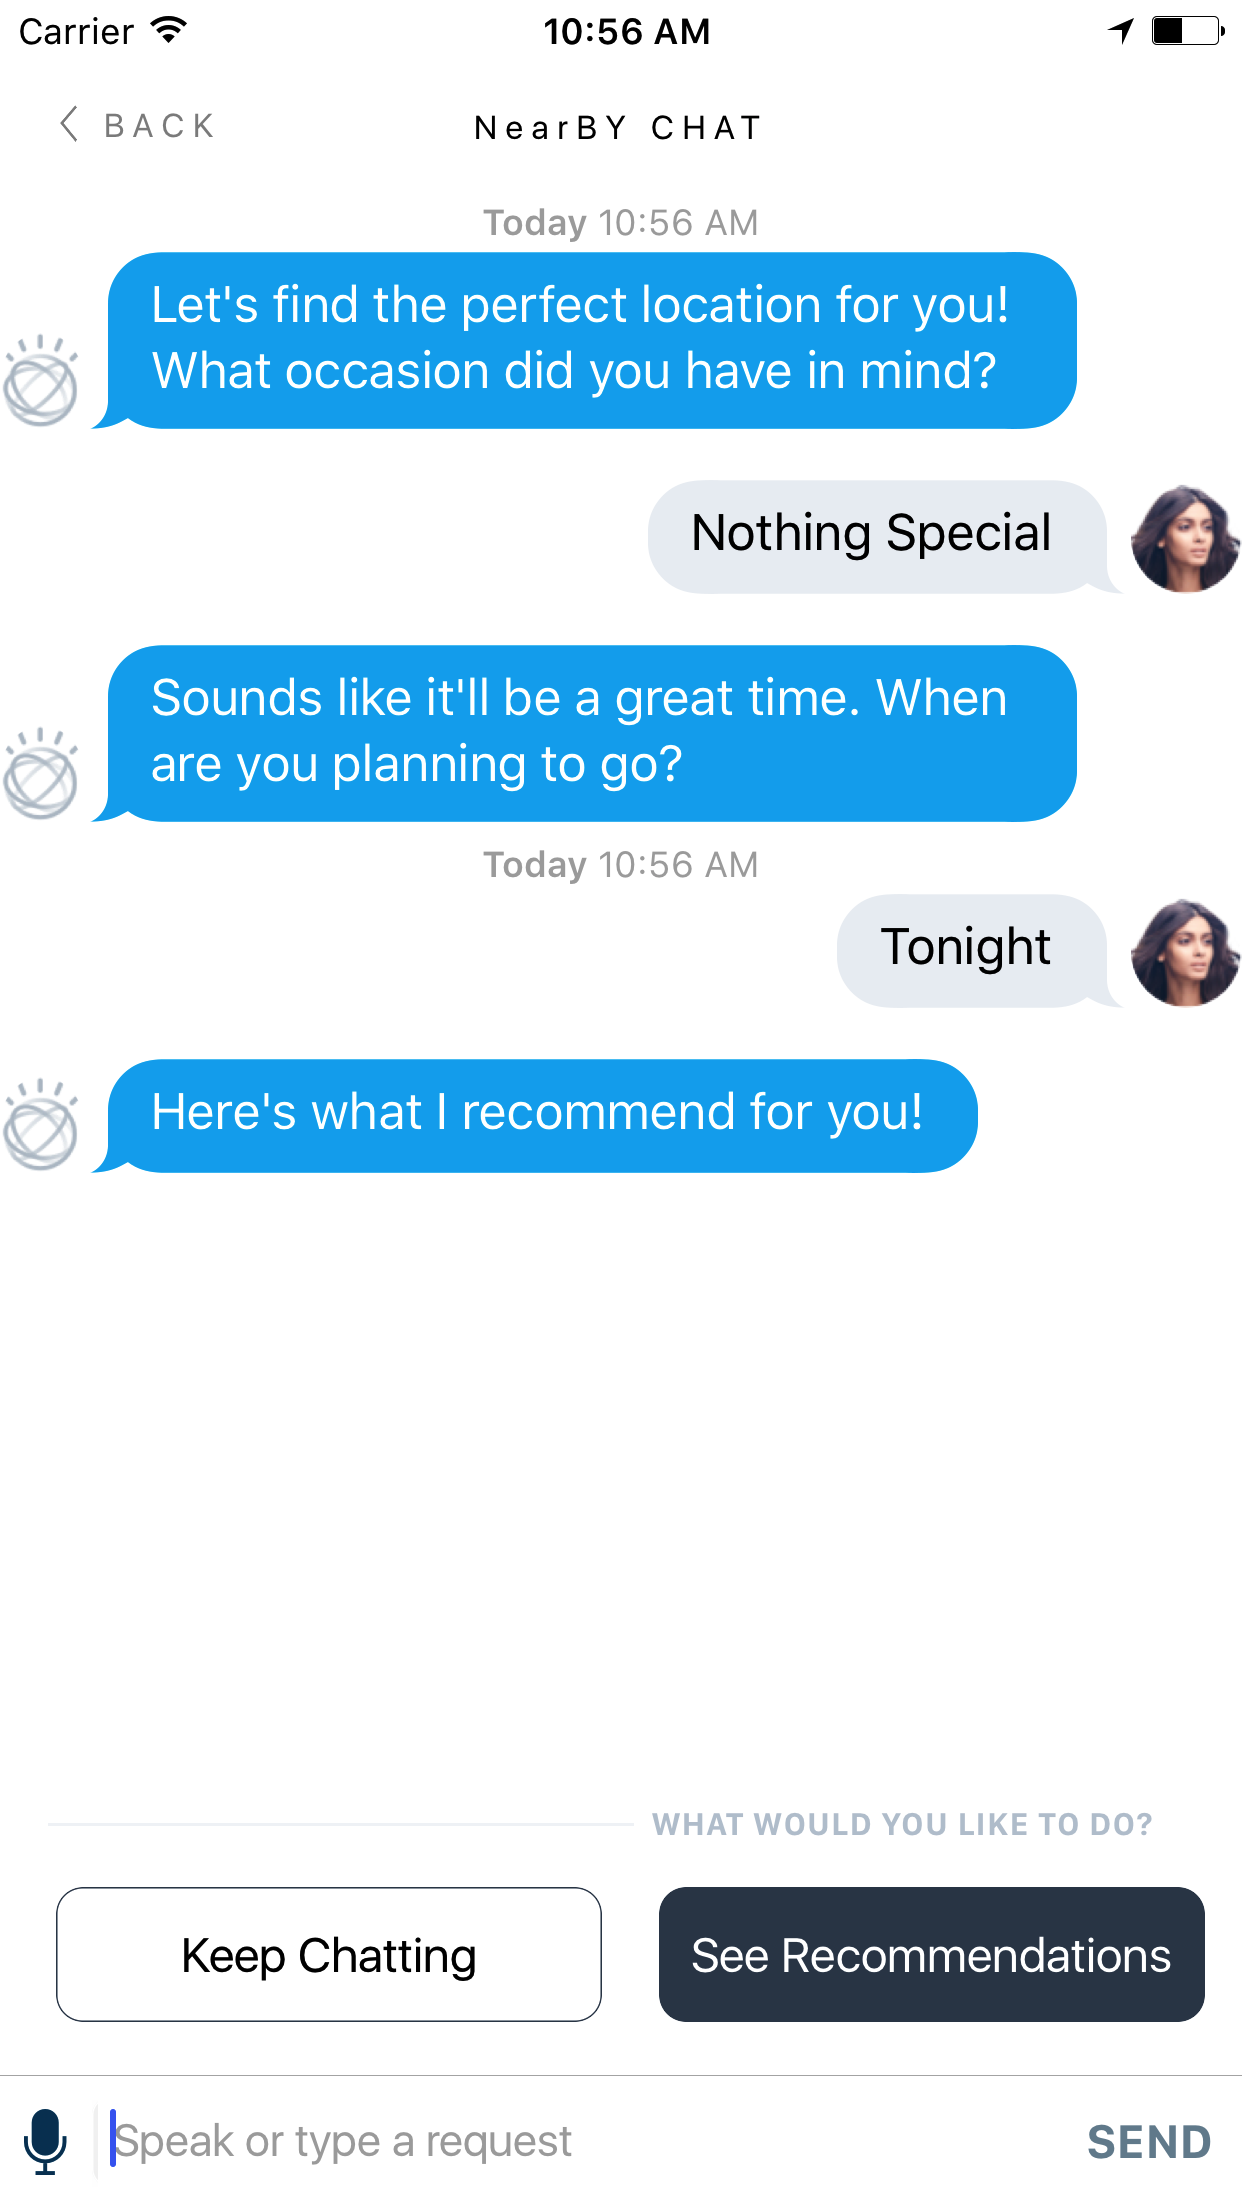 Carrier 10:56 AM
BACK NearBY CHAT
Today 10:56 AM
Let's find the perfect location for you!
What occasion did you have in mind?
Nothing Special
Sounds like it'll be a great time. When
are you planning to go?
Today 10:56 AM
Tonight
Here's what I recommend for you!
WHAT WOULD YOU LIKE TO DO?
Keep Chatting See Recommendations
Speak or type a request SEND